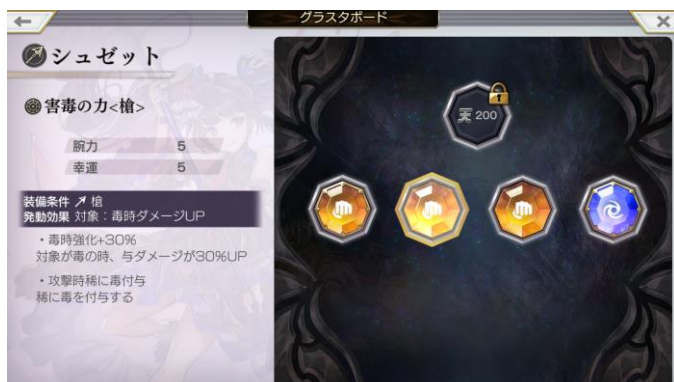 グラスタボード
シュゼット
害毒の力<槍>
腕力 5
幸運 5
装備条件 槍
発動効果 対象:毒時ダメージUP
・毒時強化+30%
対象が毒の時、与ダメージが30%UP
・攻撃時稀に毒付与
稀に毒を付与する
天 200